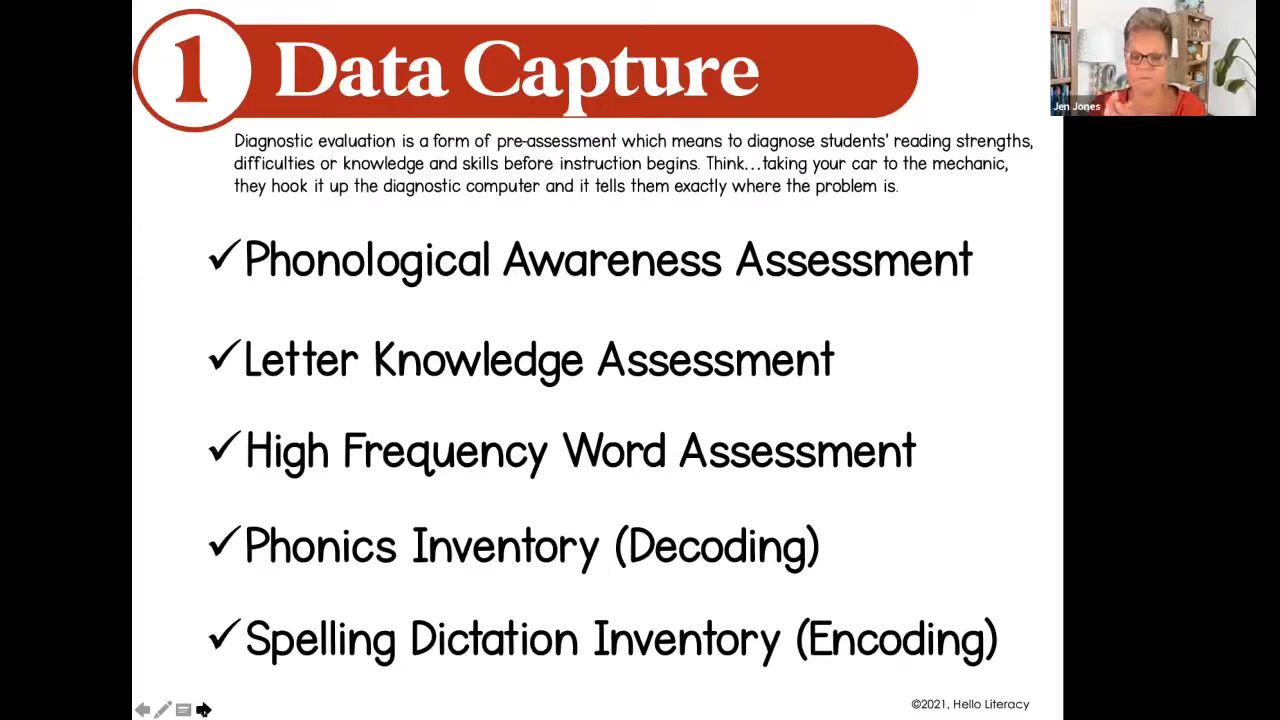 1 Data Capture
Jen Jones
Diagnostic evaluation is a form of pre-assessment which means to diagnose students' reading strengths,
difficulties or knowledge and skills before instruction begins. Think...taking your car to the mechanic,
they hook it up the diagnostic computer and it tells them exactly where the problem is.
✓Phonological Awareness Assessment
✓Letter Knowledge Assessment
✓High Frequency Word Assessment
✓Phonics Inventory (Decoding)
✓Spelling Dictation Inventory (Encoding)
©2021, Hello Literacy